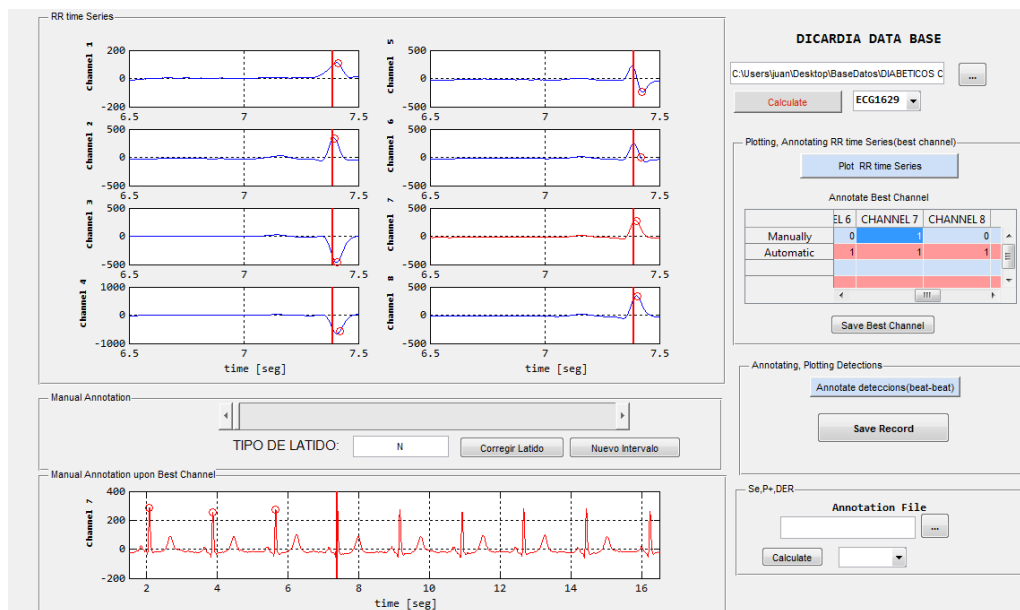 RR time Series
channel 1
200
0
-200
6.5 7 7.5
channel 5
500
0
-500
6.5 7 7.5
channel 2
500
0
-500
6.5 7 7.5
channel 6
500
0
-500
6.5 7 7.5
channel 3
500
0
-500
6.5 7 7.5
channel 7
500
0
-500
6.5 7 7.5
channel 4
1000
0
-1000
6.5 7 7.5
time [seg]
channel 8
500
0
-500
6.5 7 7.5
time [seg]
Manual Annotation
TIPO DE LATIDO: N Corregir Latido Nuevo Intervalo
Manual Annotation upon Best Channel
channel 7
400
200
0
-200
2 4 6 8 10 12 14 16
time [seg]
DICARDIA DATA BASE
C:\Users\juan\Desktop\BaseDatos\DIABETICOS C ...
Calculate ECG1629
Plotting, Annotating RR time Series(best channel)
Plot RR time Series
Annotate Best Channel
EL 6 CHANNEL 7 CHANNEL 8
Manually 0 1 0
Automatic 1 1 1
Save Best Channel
Annotating, Plotting Detections
Annotate deteccions(beat-beat)
Save Record
Se,P+,DER
Annotation File
...
Calculate